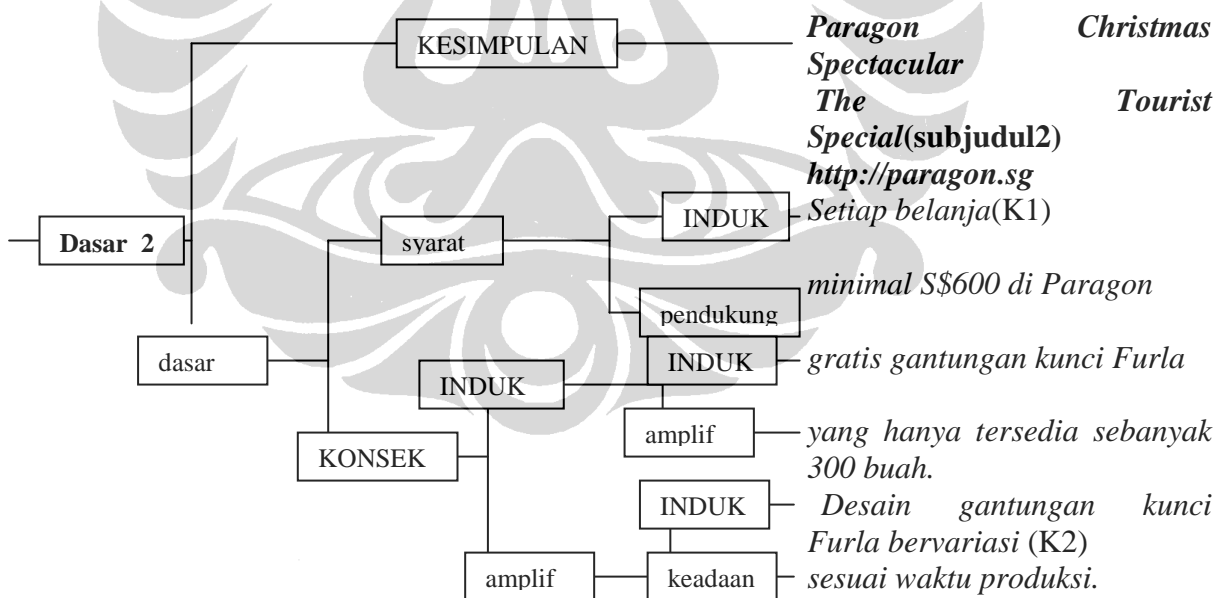 Paragon Christmas
KESIMPULAN
Spectacular
The Tourist
Special(subjudul2)
http://paragon.sg
INDUK
Setiap belanja(K1)
Dasar 2
syarat
minimal S$600 di Paragon
pendukung
dasar
INDUK
gratis gantungan kunci Furla
INDUK
amplif
yang hanya tersedia sebanyak
300 buah.
KONSEK
INDUK
Desain gantungan kunci
Furla bervariasi (K2)
amplif
keadaan
sesuai waktu produksi.